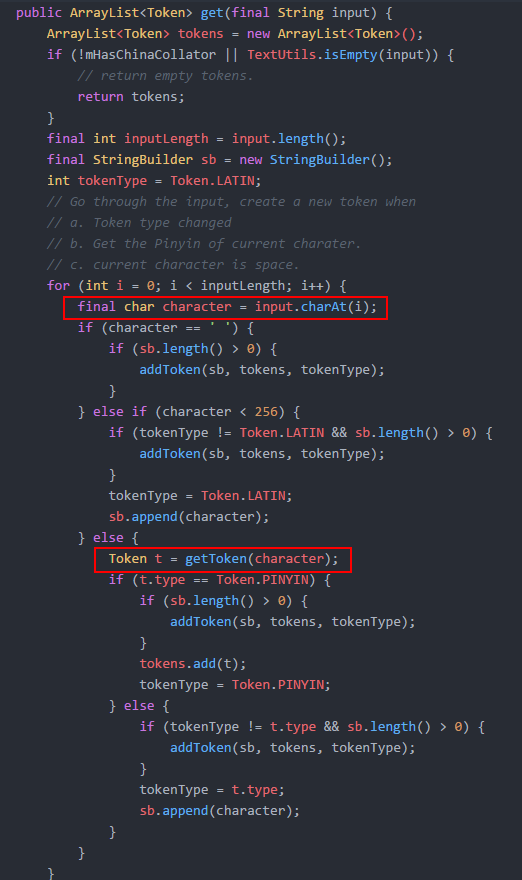 public ArrayList<Token> get(final String input) {
    ArrayList<Token> tokens = new ArrayList<Token>();
    if (!mHasChinaCollator || TextUtils.isEmpty(input)) {
        // return empty tokens.
        return tokens;
    }
    final int inputLength = input.length();
    final StringBuilder sb = new StringBuilder();
    int tokenType = Token.LATIN;
    // Go through the input, create a new token when
    // a. Token type changed
    // b. Get the Pinyin of current charater.
    // c. current character is space.
    for (int i = 0; i < inputLength; i++) {
        final char character = input.charAt(i);
        if (character == ' ') {
            if (sb.length() > 0) {
                addToken(sb, tokens, tokenType);
            }
        } else if (character < 256) {
            if (tokenType != Token.LATIN && sb.length() > 0) {
                addToken(sb, tokens, tokenType);
            }
            tokenType = Token.LATIN;
            sb.append(character);
        } else {
            Token t = getToken(character);
            if (t.type == Token.PINYIN) {
                if (sb.length() > 0) {
                    addToken(sb, tokens, tokenType);
                }
                tokens.add(t);
                tokenType = Token.PINYIN;
            } else {
                if (tokenType != t.type && sb.length() > 0) {
                    addToken(sb, tokens, tokenType);
                }
                tokenType = t.type;
                sb.append(character);
            }
        }
    }